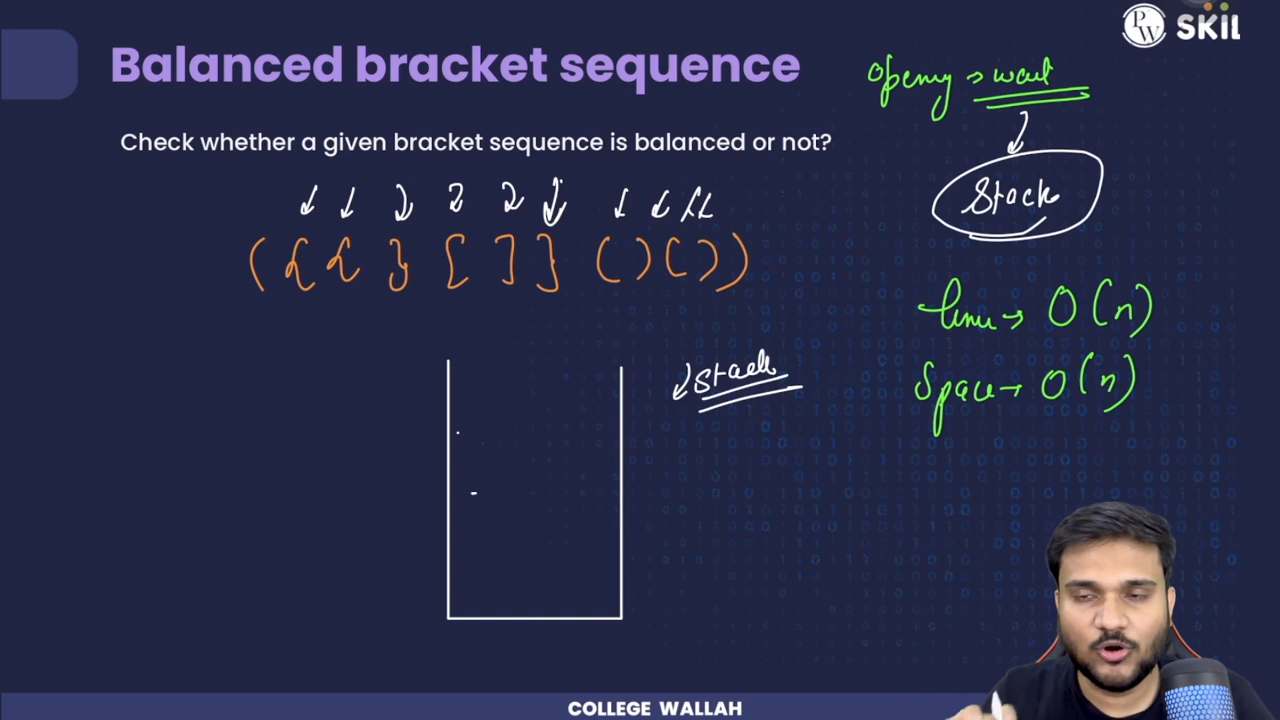 PW SKIL
Balanced bracket sequence
Opening → wait
Check whether a given bracket sequence is balanced or not?
Stack
( { { } [ ] } ( ) ( ) )
time → O(n)
Stack
Space → O(n)
COLLEGE WALLAH